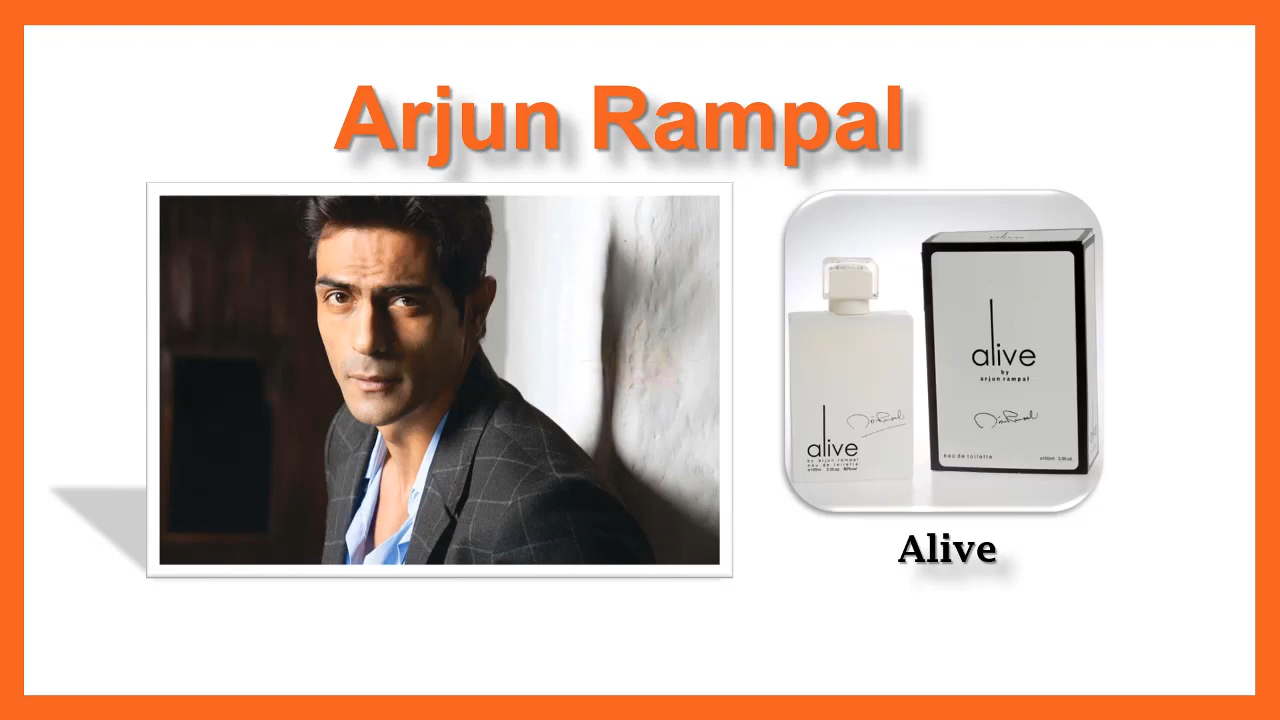 Arjun Rampal
alive
by arjun rampal
eau de toilette
alive
by
arjun rampal
eau de toilette
Alive